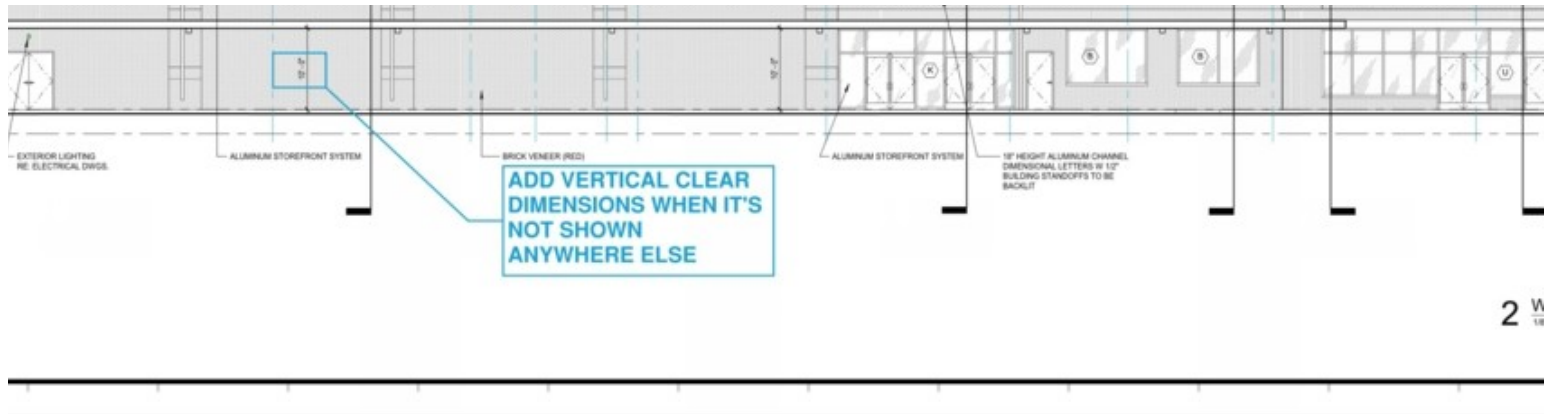 K
B
B
U
EXTERIOR LIGHTING
RE: ELECTRICAL DWGS.
ALUMINUM STOREFRONT SYSTEM
BRICK VENEER (RED)
ALUMINUM STOREFRONT SYSTEM
18" HEIGHT ALUMINUM CHANNEL
DIMENSIONAL LETTERS W 1/2"
BUILDING STANDOFFS TO BE
BACKLIT
ADD VERTICAL CLEAR
DIMENSIONS WHEN IT'S
NOT SHOWN
ANYWHERE ELSE
2